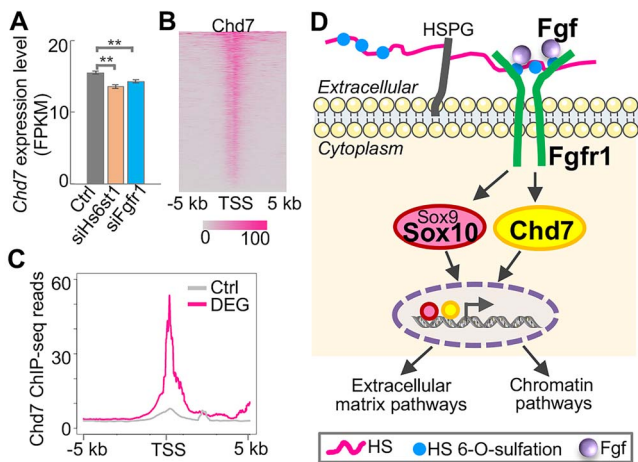 A
Chd7 expression level
(FPKM)
20
10
0
**
**
Ctrl
siHs6st1
siFgfr1
B
Chd7
-5 kb
TSS
5 kb
0
100
C
Chd7 ChIP-seq reads
60
40
20
0
Ctrl
DEG
-5 kb
TSS
5 kb
D
HSPG
Fgf
Extracellular
Cytoplasm
Fgfr1
Sox9
Sox10
Chd7
Extracellular
matrix pathways
Chromatin
pathways
HS
HS 6-O-sulfation
Fgf